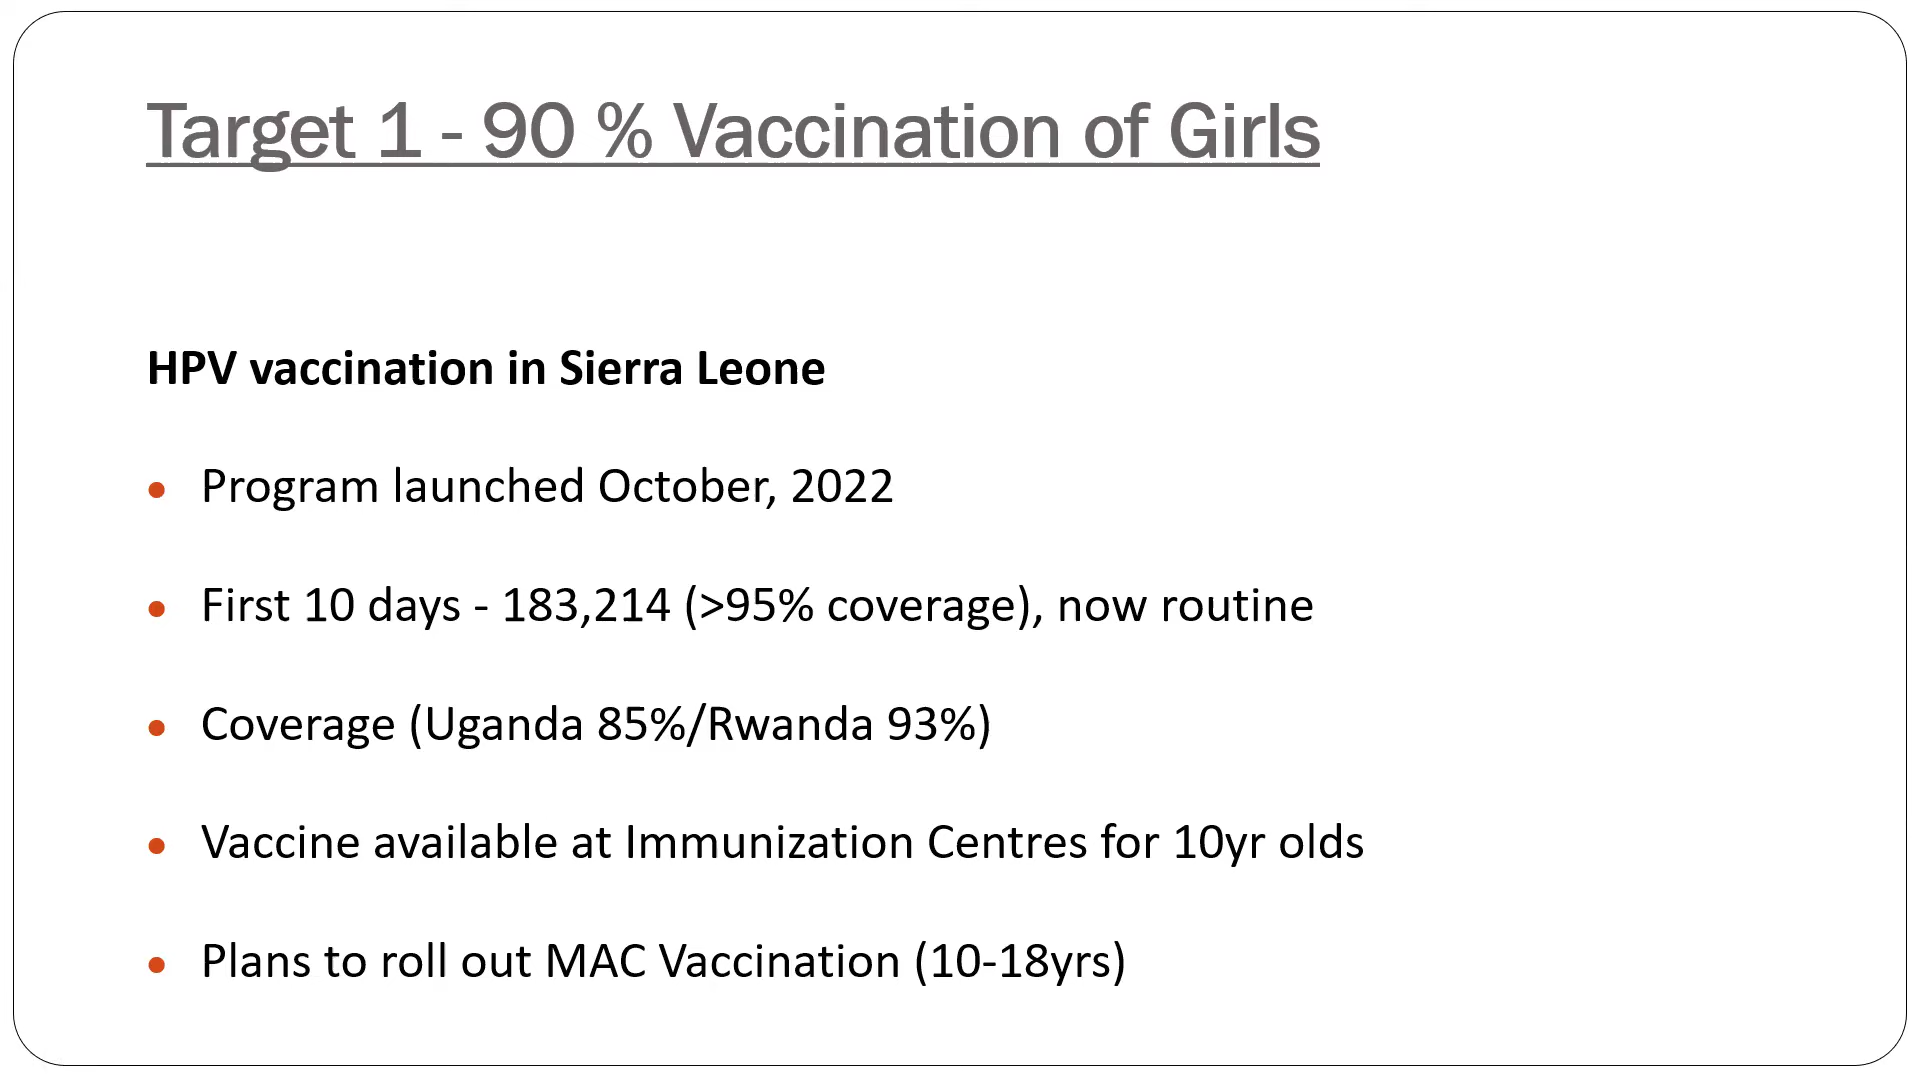 Target 1 - 90 % Vaccination of Girls
HPV vaccination in Sierra Leone
• Program launched October, 2022
• First 10 days - 183,214 (>95% coverage), now routine
• Coverage (Uganda 85%/Rwanda 93%)
• Vaccine available at Immunization Centres for 10yr olds
• Plans to roll out MAC Vaccination (10-18yrs)